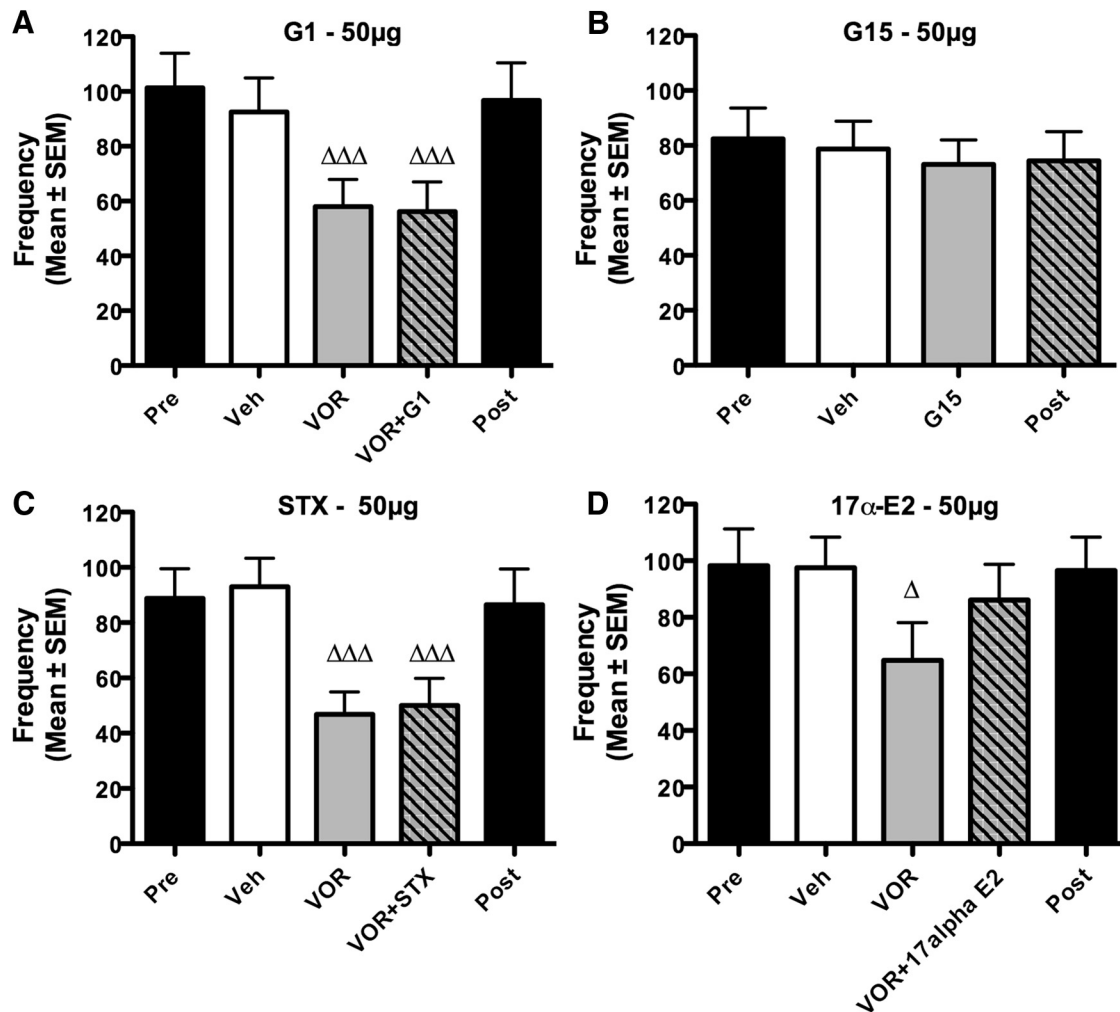 A
G1 - 50µg
Frequency
(Mean ± SEM)
120
100
80
60
40
20
0
ΔΔΔ
ΔΔΔ
Pre
Veh
VOR
VOR+G1
Post
B
G15 - 50µg
Frequency
(Mean ± SEM)
120
100
80
60
40
20
0
Pre
Veh
G15
Post
C
STX - 50µg
Frequency
(Mean ± SEM)
120
100
80
60
40
20
0
ΔΔΔ
ΔΔΔ
Pre
Veh
VOR
VOR+STX
Post
D
17α-E2 - 50µg
Frequency
(Mean ± SEM)
120
100
80
60
40
20
0
Δ
Pre
Veh
VOR
VOR+17alpha E2
Post